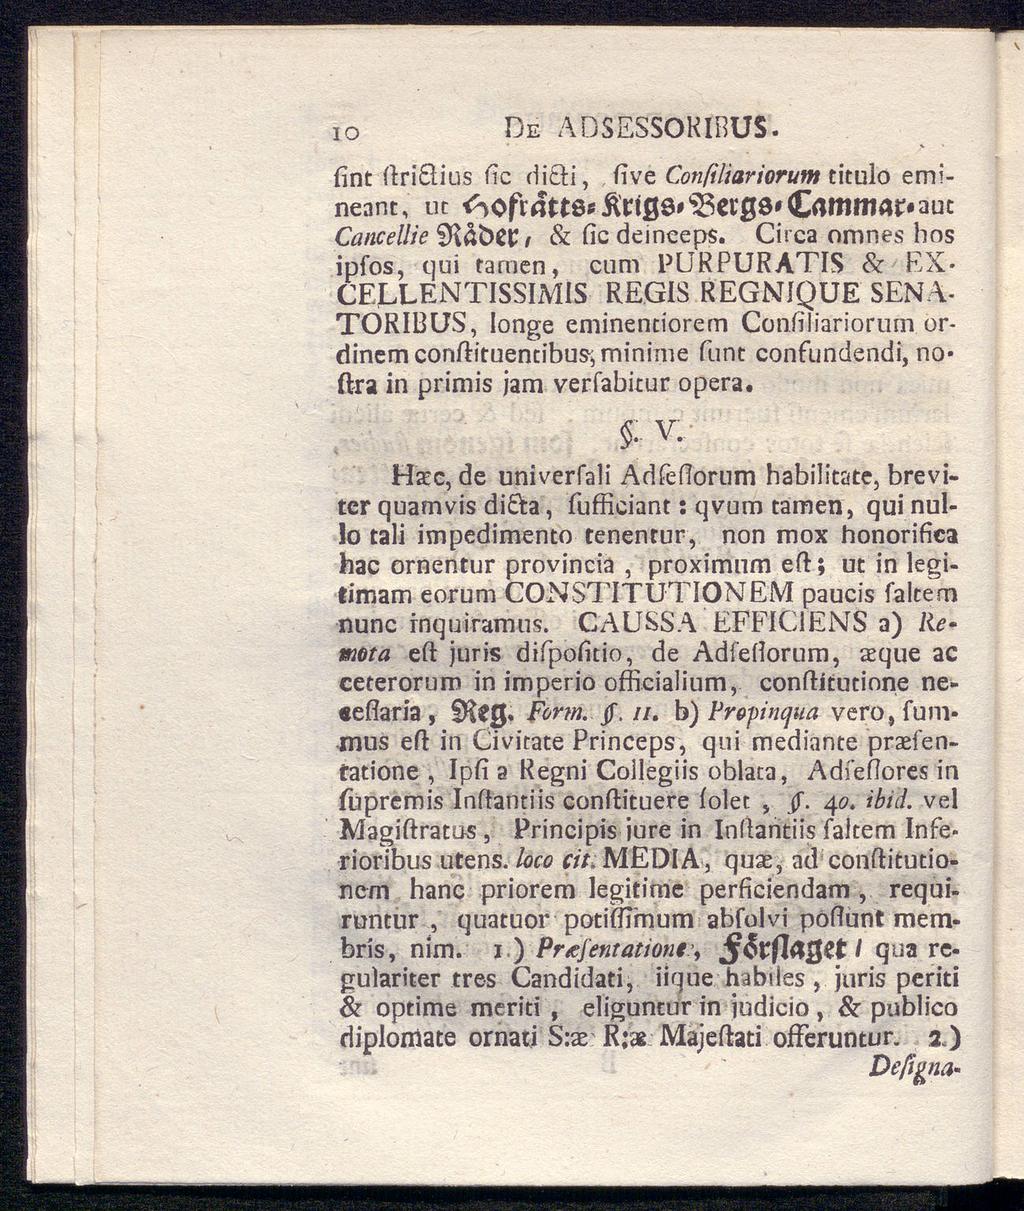 10 DE ADSESSORIBUS.
ſint ſtrictius ſic dicti, ſive Conſiliariorum titulo emi-
neant, ut Hofrätts- Krigs- Bergs- Cammar- aut
Cancellie Råder, & ſic deinceps. Circa omnes hos
ipſos, qui tamen, cum PURPURATIS & EX-
CELLENTISSIMIS REGIS REGNIQUE SENA-
TORIBUS, longe eminentiorem Conſiliariorum or-
dinem conſtituentibus, minime ſunt confundendi, no-
ſtra in primis jam verſabitur opera.
§. V.
Hæc, de univerſali Adſeſſorum habilitate, brevi-
ter quamvis dicta, ſufficiant: qvum tamen, qui nul-
lo tali impedimento tenentur, non mox honorifica
hac ornentur provincia, proximum eſt; ut in legi-
timam eorum CONSTITUTIONEM paucis ſaltem
nunc inquiramus. CAUSSA EFFICIENS a) Re-
mota eſt juris diſpoſitio, de Adſeſſorum, æque ac
ceterorum in imperio officialium, conſtitutione ne-
ceſſaria, Reg. Form. §. 11. b) Propinqua vero, ſum-
mus eſt in Civitate Princeps, qui mediante præſen-
tatione, Ipſi a Regni Collegiis oblata, Adſeſſores in
ſupremis Inſtantiis conſtituere ſolet, §. 40. ibid. vel
Magiſtratus, Principis jure in Inſtantiis ſaltem Infe-
rioribus utens. loco cit. MEDIA, quæ, ad conſtitutio-
nem hanc priorem legitime perficiendam, requi-
runtur, quatuor potiſſimum abſolvi poſſunt mem-
bris, nim. 1.) Præſentatione, Förſlaget / qua re-
gulariter tres Candidati, iique habiles, juris periti
& optime meriti, eliguntur in judicio, & publico
diplomate ornati S:æ R:æ Majeſtati offeruntur. 2.)
Deſigna-